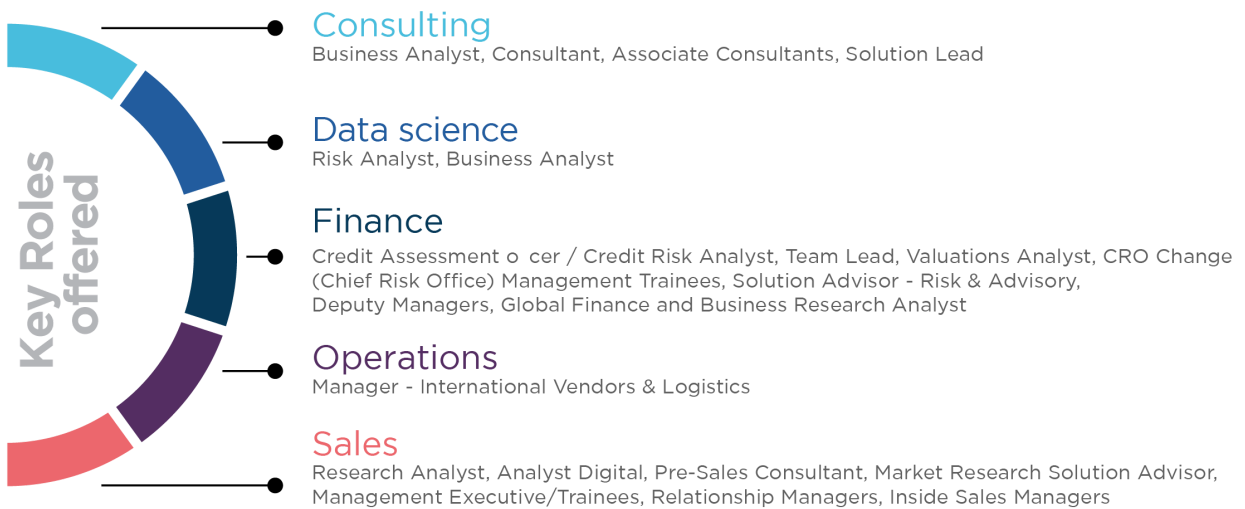 Key Roles
offered
Consulting
Business Analyst, Consultant, Associate Consultants, Solution Lead
Data science
Risk Analyst, Business Analyst
Finance
Credit Assessment o cer / Credit Risk Analyst, Team Lead, Valuations Analyst, CRO Change
(Chief Risk Office) Management Trainees, Solution Advisor - Risk & Advisory,
Deputy Managers, Global Finance and Business Research Analyst
Operations
Manager - International Vendors & Logistics
Sales
Research Analyst, Analyst Digital, Pre-Sales Consultant, Market Research Solution Advisor,
Management Executive/Trainees, Relationship Managers, Inside Sales Managers